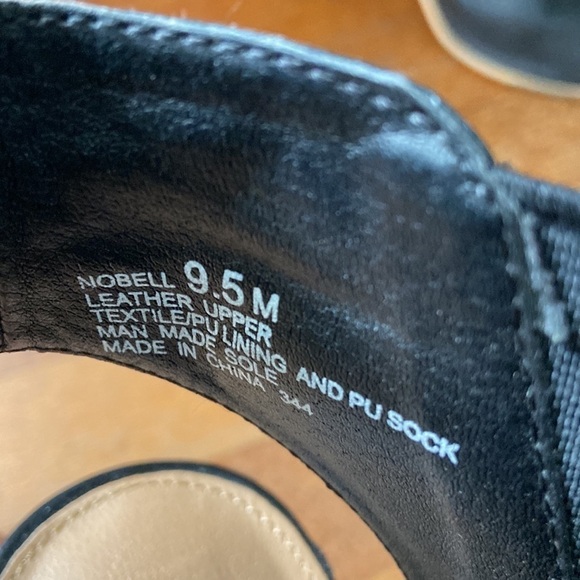 NOBELL 9.5 M
LEATHER UPPER
TEXTILE/PU LINING AND PU SOCK
MAN MADE SOLE
MADE IN CHINA 344